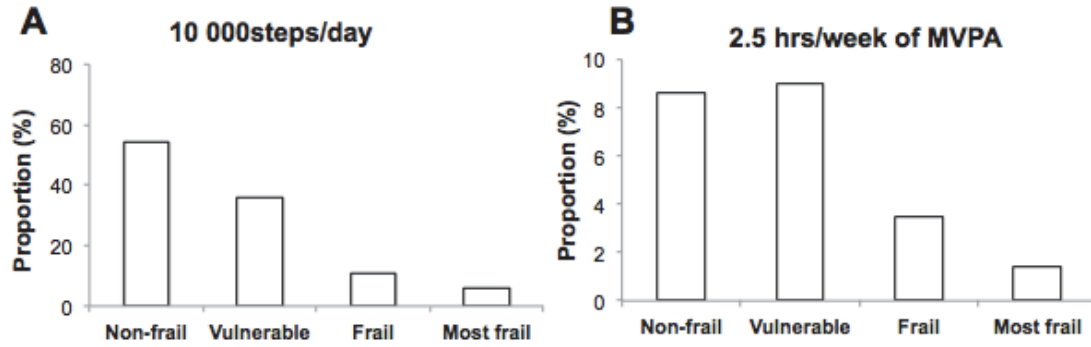 A
10 000steps/day
Proportion (%)
80
60
40
20
0
Non-frail Vulnerable Frail Most frail
B
2.5 hrs/week of MVPA
Proportion (%)
10
8
6
4
2
0
Non-frail Vulnerable Frail Most frail